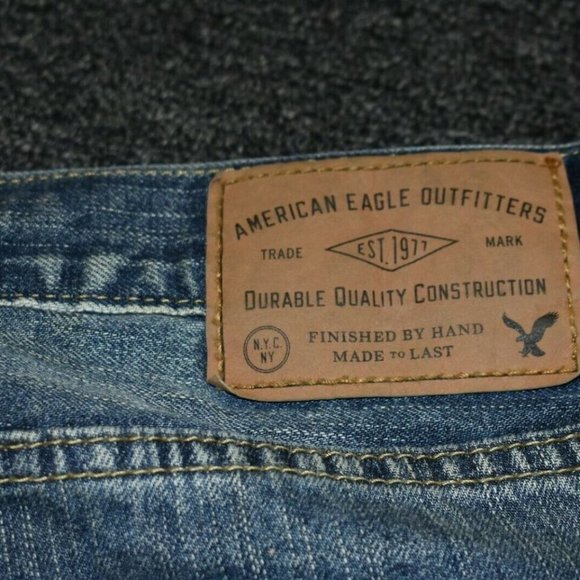 AMERICAN EAGLE OUTFITTERS
TRADE EST. 1977 MARK
DURABLE QUALITY CONSTRUCTION
N.Y.C.
NY
FINISHED BY HAND
MADE TO LAST